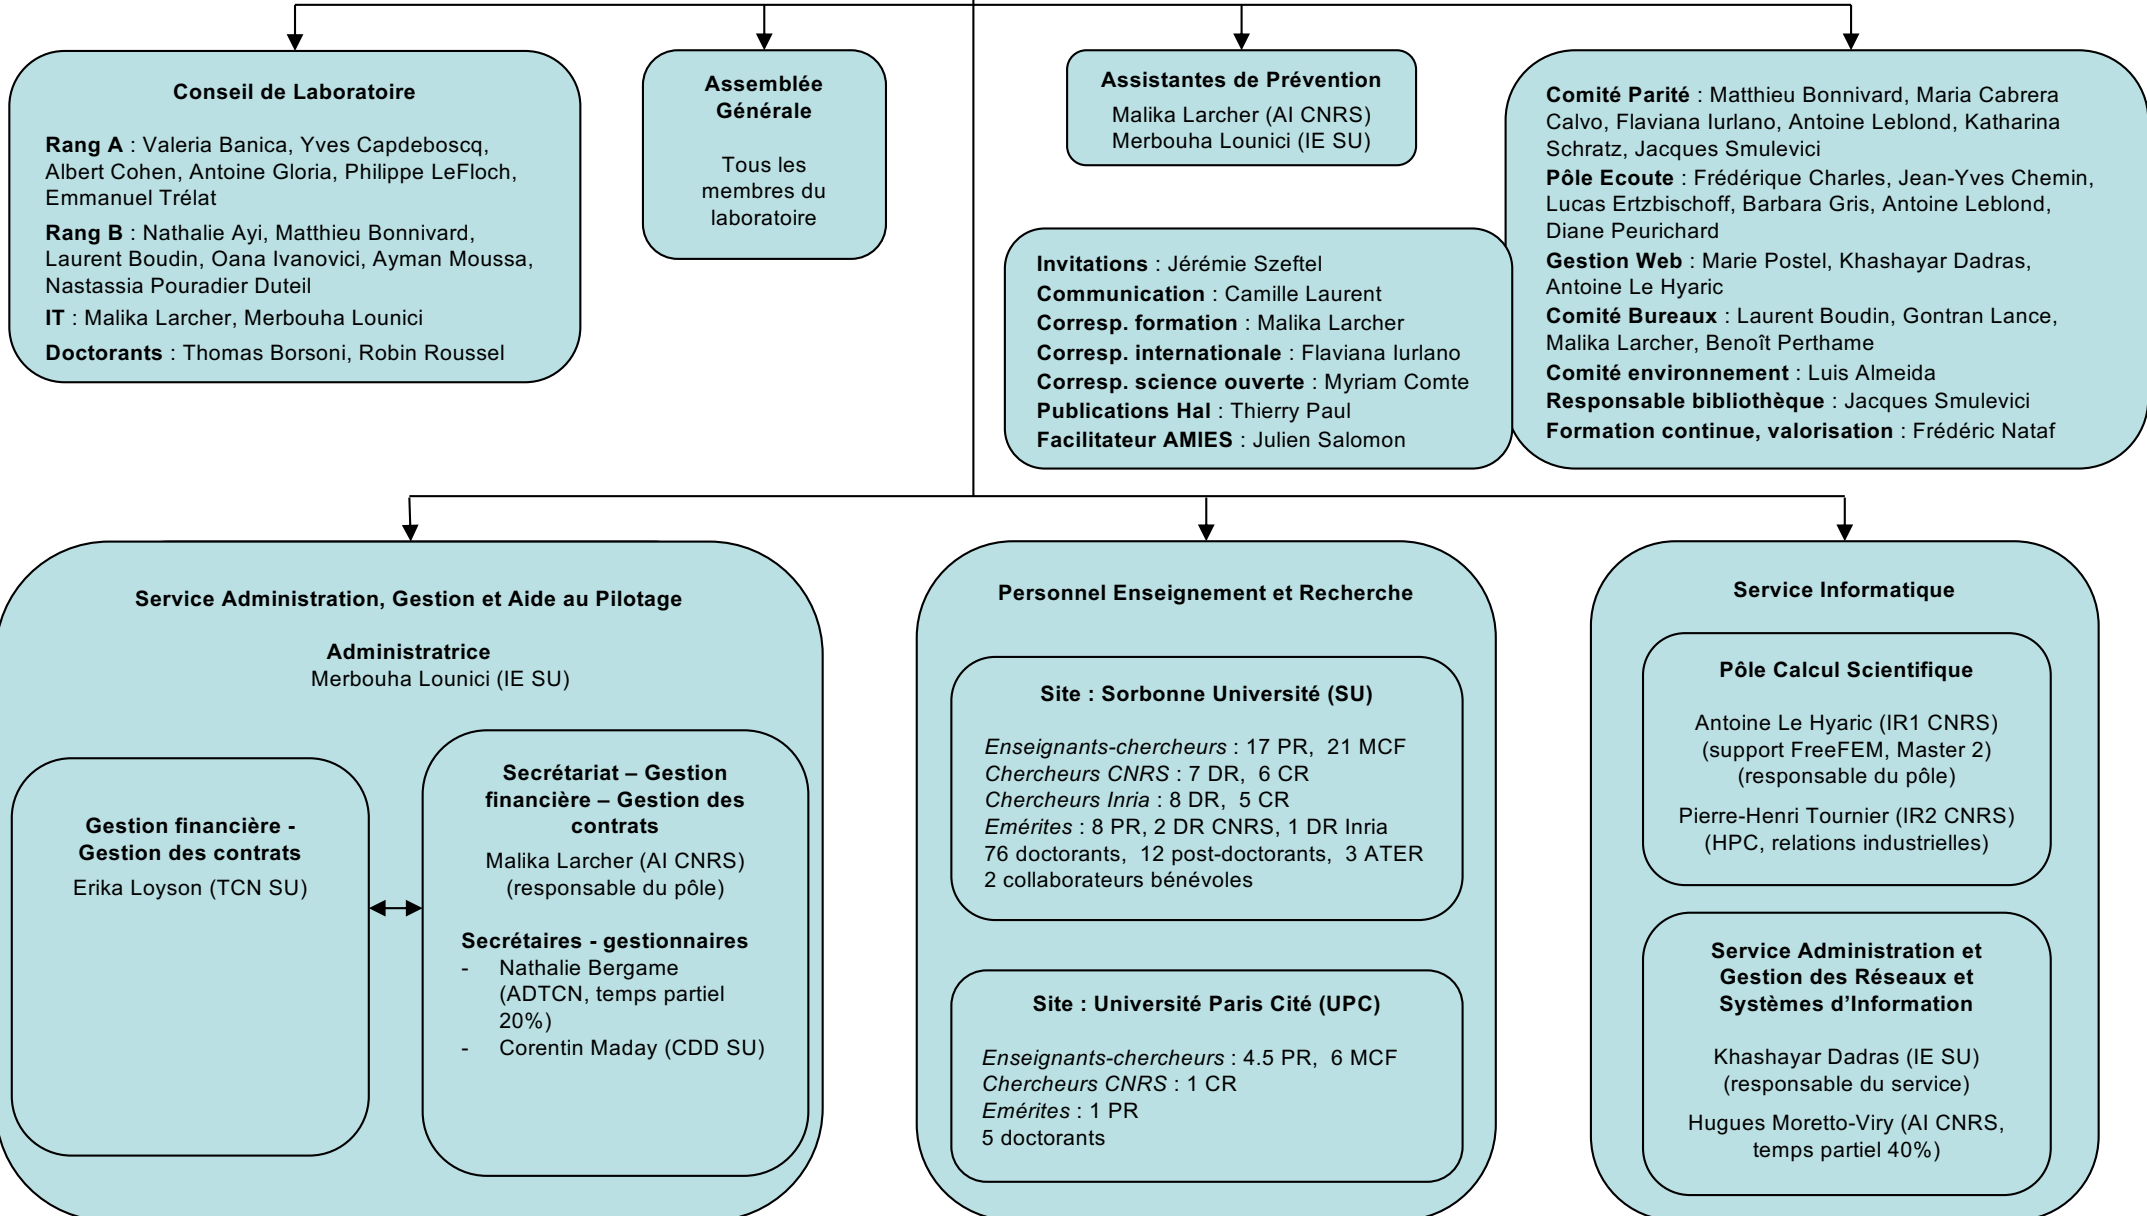 Conseil de Laboratoire
Rang A : Valeria Banica, Yves Capdeboscq,
Albert Cohen, Antoine Gloria, Philippe LeFloch,
Emmanuel Trélat
Rang B : Nathalie Ayi, Matthieu Bonnivard,
Laurent Boudin, Oana Ivanovici, Ayman Moussa,
Nastassia Pouradier Duteil
IT : Malika Larcher, Merbouha Lounici
Doctorants : Thomas Borsoni, Robin Roussel
Assemblée
Générale
Tous les
membres du
laboratoire
Assistantes de Prévention
Malika Larcher (AI CNRS)
Merbouha Lounici (IE SU)
Invitations : Jérémie Szeftel
Communication : Camille Laurent
Corresp. formation : Malika Larcher
Corresp. internationale : Flaviana Iurlano
Corresp. science ouverte : Myriam Comte
Publications Hal : Thierry Paul
Facilitateur AMIES : Julien Salomon
Comité Parité : Matthieu Bonnivard, Maria Cabrera
Calvo, Flaviana Iurlano, Antoine Leblond, Katharina
Schratz, Jacques Smulevici
Pôle Ecoute : Frédérique Charles, Jean-Yves Chemin,
Lucas Ertzbischoff, Barbara Gris, Antoine Leblond,
Diane Peurichard
Gestion Web : Marie Postel, Khashayar Dadras,
Antoine Le Hyaric
Comité Bureaux : Laurent Boudin, Gontran Lance,
Malika Larcher, Benoît Perthame
Comité environnement : Luis Almeida
Responsable bibliothèque : Jacques Smulevici
Formation continue, valorisation : Frédéric Nataf
Service Administration, Gestion et Aide au Pilotage
Administratrice
Merbouha Lounici (IE SU)
Gestion financière -
Gestion des contrats
Erika Loyson (TCN SU)
Secrétariat – Gestion
financière – Gestion des
contrats
Malika Larcher (AI CNRS)
(responsable du pôle)
Secrétaires - gestionnaires
- Nathalie Bergame
(ADTCN, temps partiel
20%)
- Corentin Maday (CDD SU)
Personnel Enseignement et Recherche
Site : Sorbonne Université (SU)
Enseignants-chercheurs : 17 PR, 21 MCF
Chercheurs CNRS : 7 DR, 6 CR
Chercheurs Inria : 8 DR, 5 CR
Emérites : 8 PR, 2 DR CNRS, 1 DR Inria
76 doctorants, 12 post-doctorants, 3 ATER
2 collaborateurs bénévoles
Site : Université Paris Cité (UPC)
Enseignants-chercheurs : 4.5 PR, 6 MCF
Chercheurs CNRS : 1 CR
Emérites : 1 PR
5 doctorants
Service Informatique
Pôle Calcul Scientifique
Antoine Le Hyaric (IR1 CNRS)
(support FreeFEM, Master 2)
(responsable du pôle)
Pierre-Henri Tournier (IR2 CNRS)
(HPC, relations industrielles)
Service Administration et
Gestion des Réseaux et
Systèmes d’Information
Khashayar Dadras (IE SU)
(responsable du service)
Hugues Moretto-Viry (AI CNRS,
temps partiel 40%)